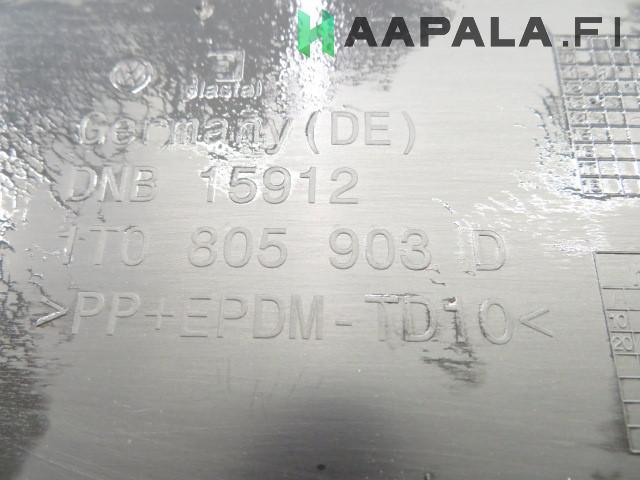 HAAPALA.FI
Germany (DE)
DNB 15912
1T0 805 903 D
>PP+EPDM-TD10<
10
20